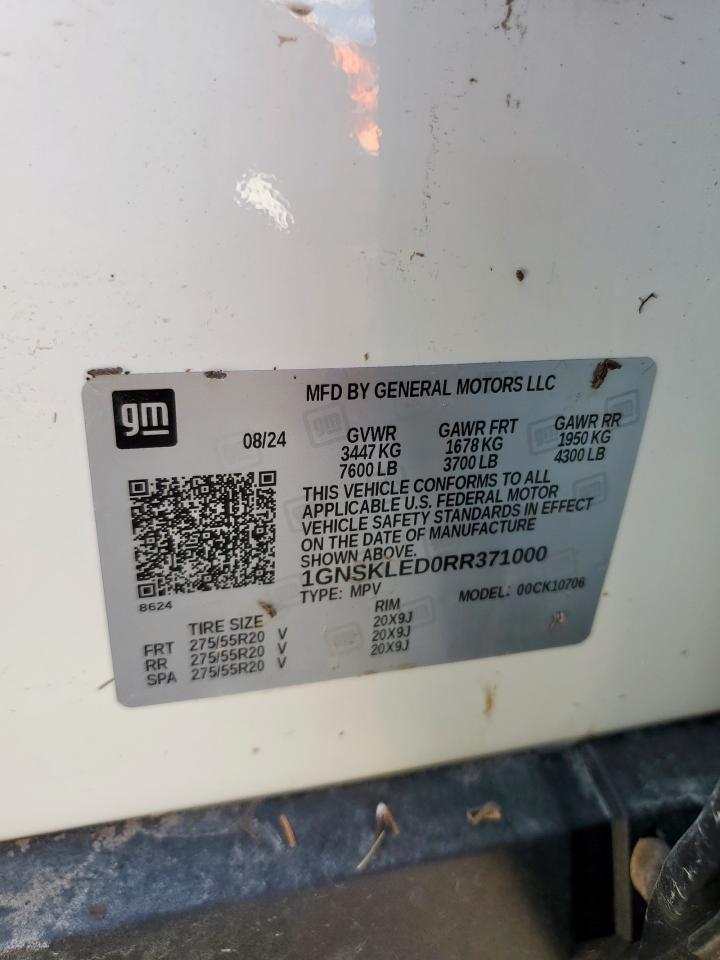 MFD BY GENERAL MOTORS LLC
gm
08/24 GVWR GAWR FRT GAWR RR
3447 KG 1678 KG 1950 KG
7600 LB 3700 LB 4300 LB
THIS VEHICLE CONFORMS TO ALL
APPLICABLE U.S. FEDERAL MOTOR
VEHICLE SAFETY STANDARDS IN EFFECT
ON THE DATE OF MANUFACTURE
SHOWN ABOVE.
1GNSKLED0RR371000
8624
TYPE: MPV MODEL: 00CK10706
TIRE SIZE RIM
FRT 275/55R20 V 20X9J
RR 275/55R20 V 20X9J
SPA 275/55R20 V 20X9J